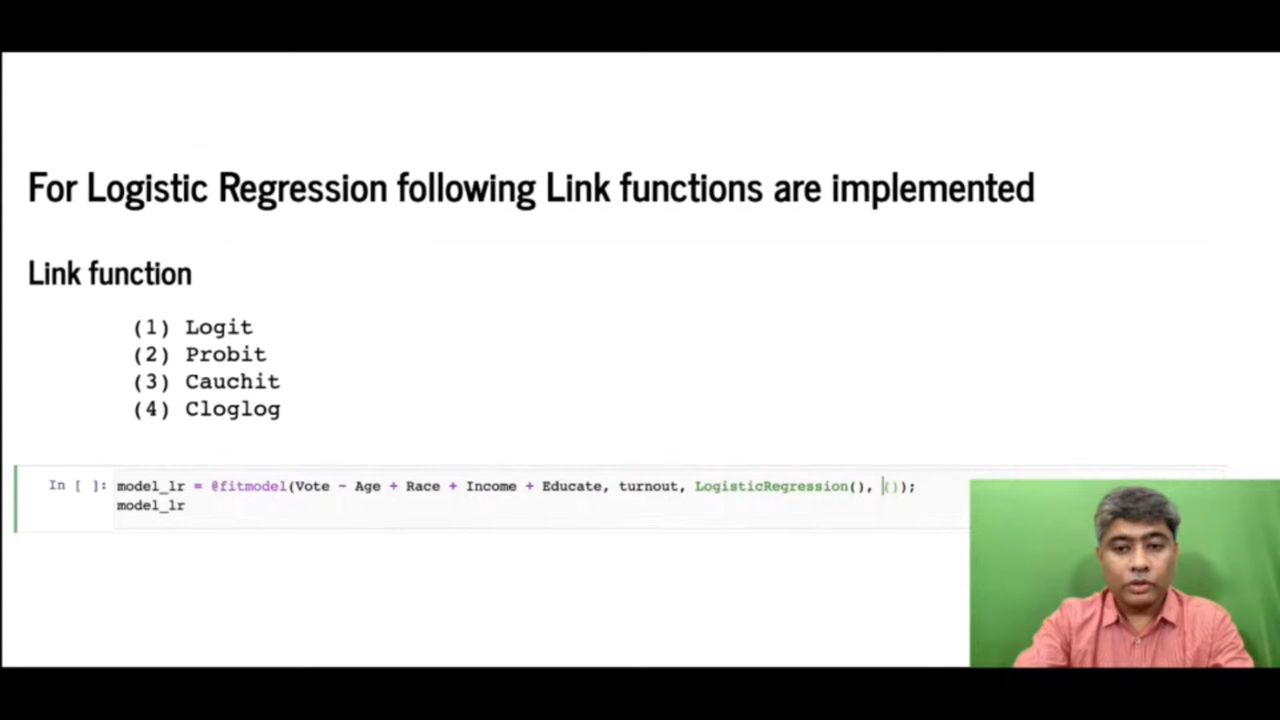 For Logistic Regression following Link functions are implemented
Link function
(1) Logit
(2) Probit
(3) Cauchit
(4) Cloglog
In [ ]: model_lr = @fitmodel(Vote ~ Age + Race + Income + Educate, turnout, LogisticRegression(), ());
model_lr